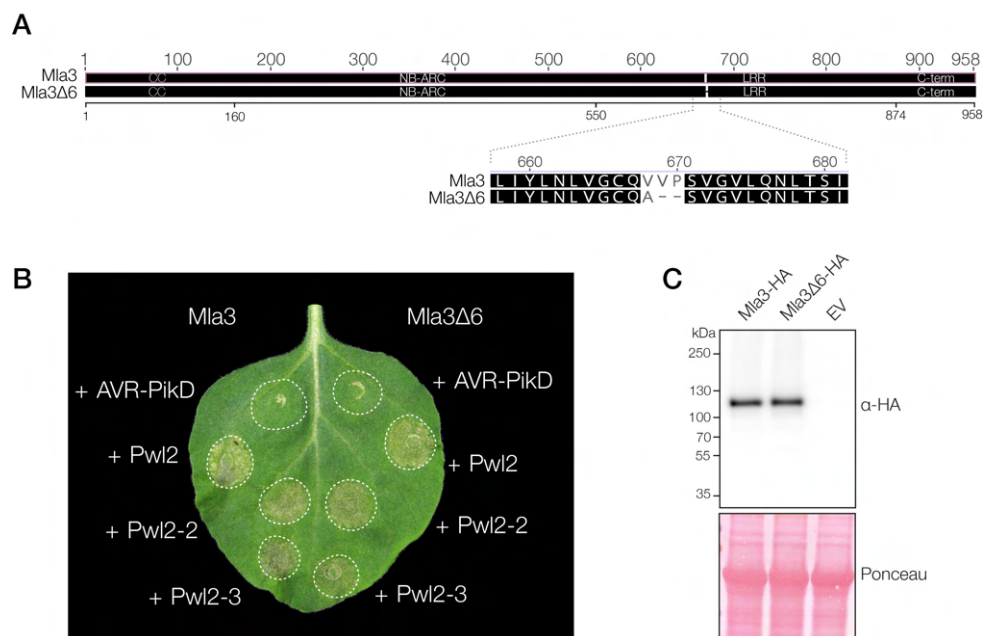 A
1 100 200 300 400 500 600 700 800 900 958
Mla3 CC NB-ARC LRR C-term
Mla3Δ6 CC NB-ARC LRR C-term
1 160 550 874 958
660 670 680
Mla3 LIYLNLVGCQVVPSVGVLQNLTSI
Mla3Δ6 LIYLNLVGCQA--SVGVLQNLTSI
B
Mla3 Mla3Δ6
+ AVR-PikD + AVR-PikD
+ Pwl2 + Pwl2
+ Pwl2-2 + Pwl2-2
+ Pwl2-3 + Pwl2-3
C
Mla3-HA Mla3Δ6-HA EV
kDa
250
130
100
70
55
35
α-HA
Ponceau